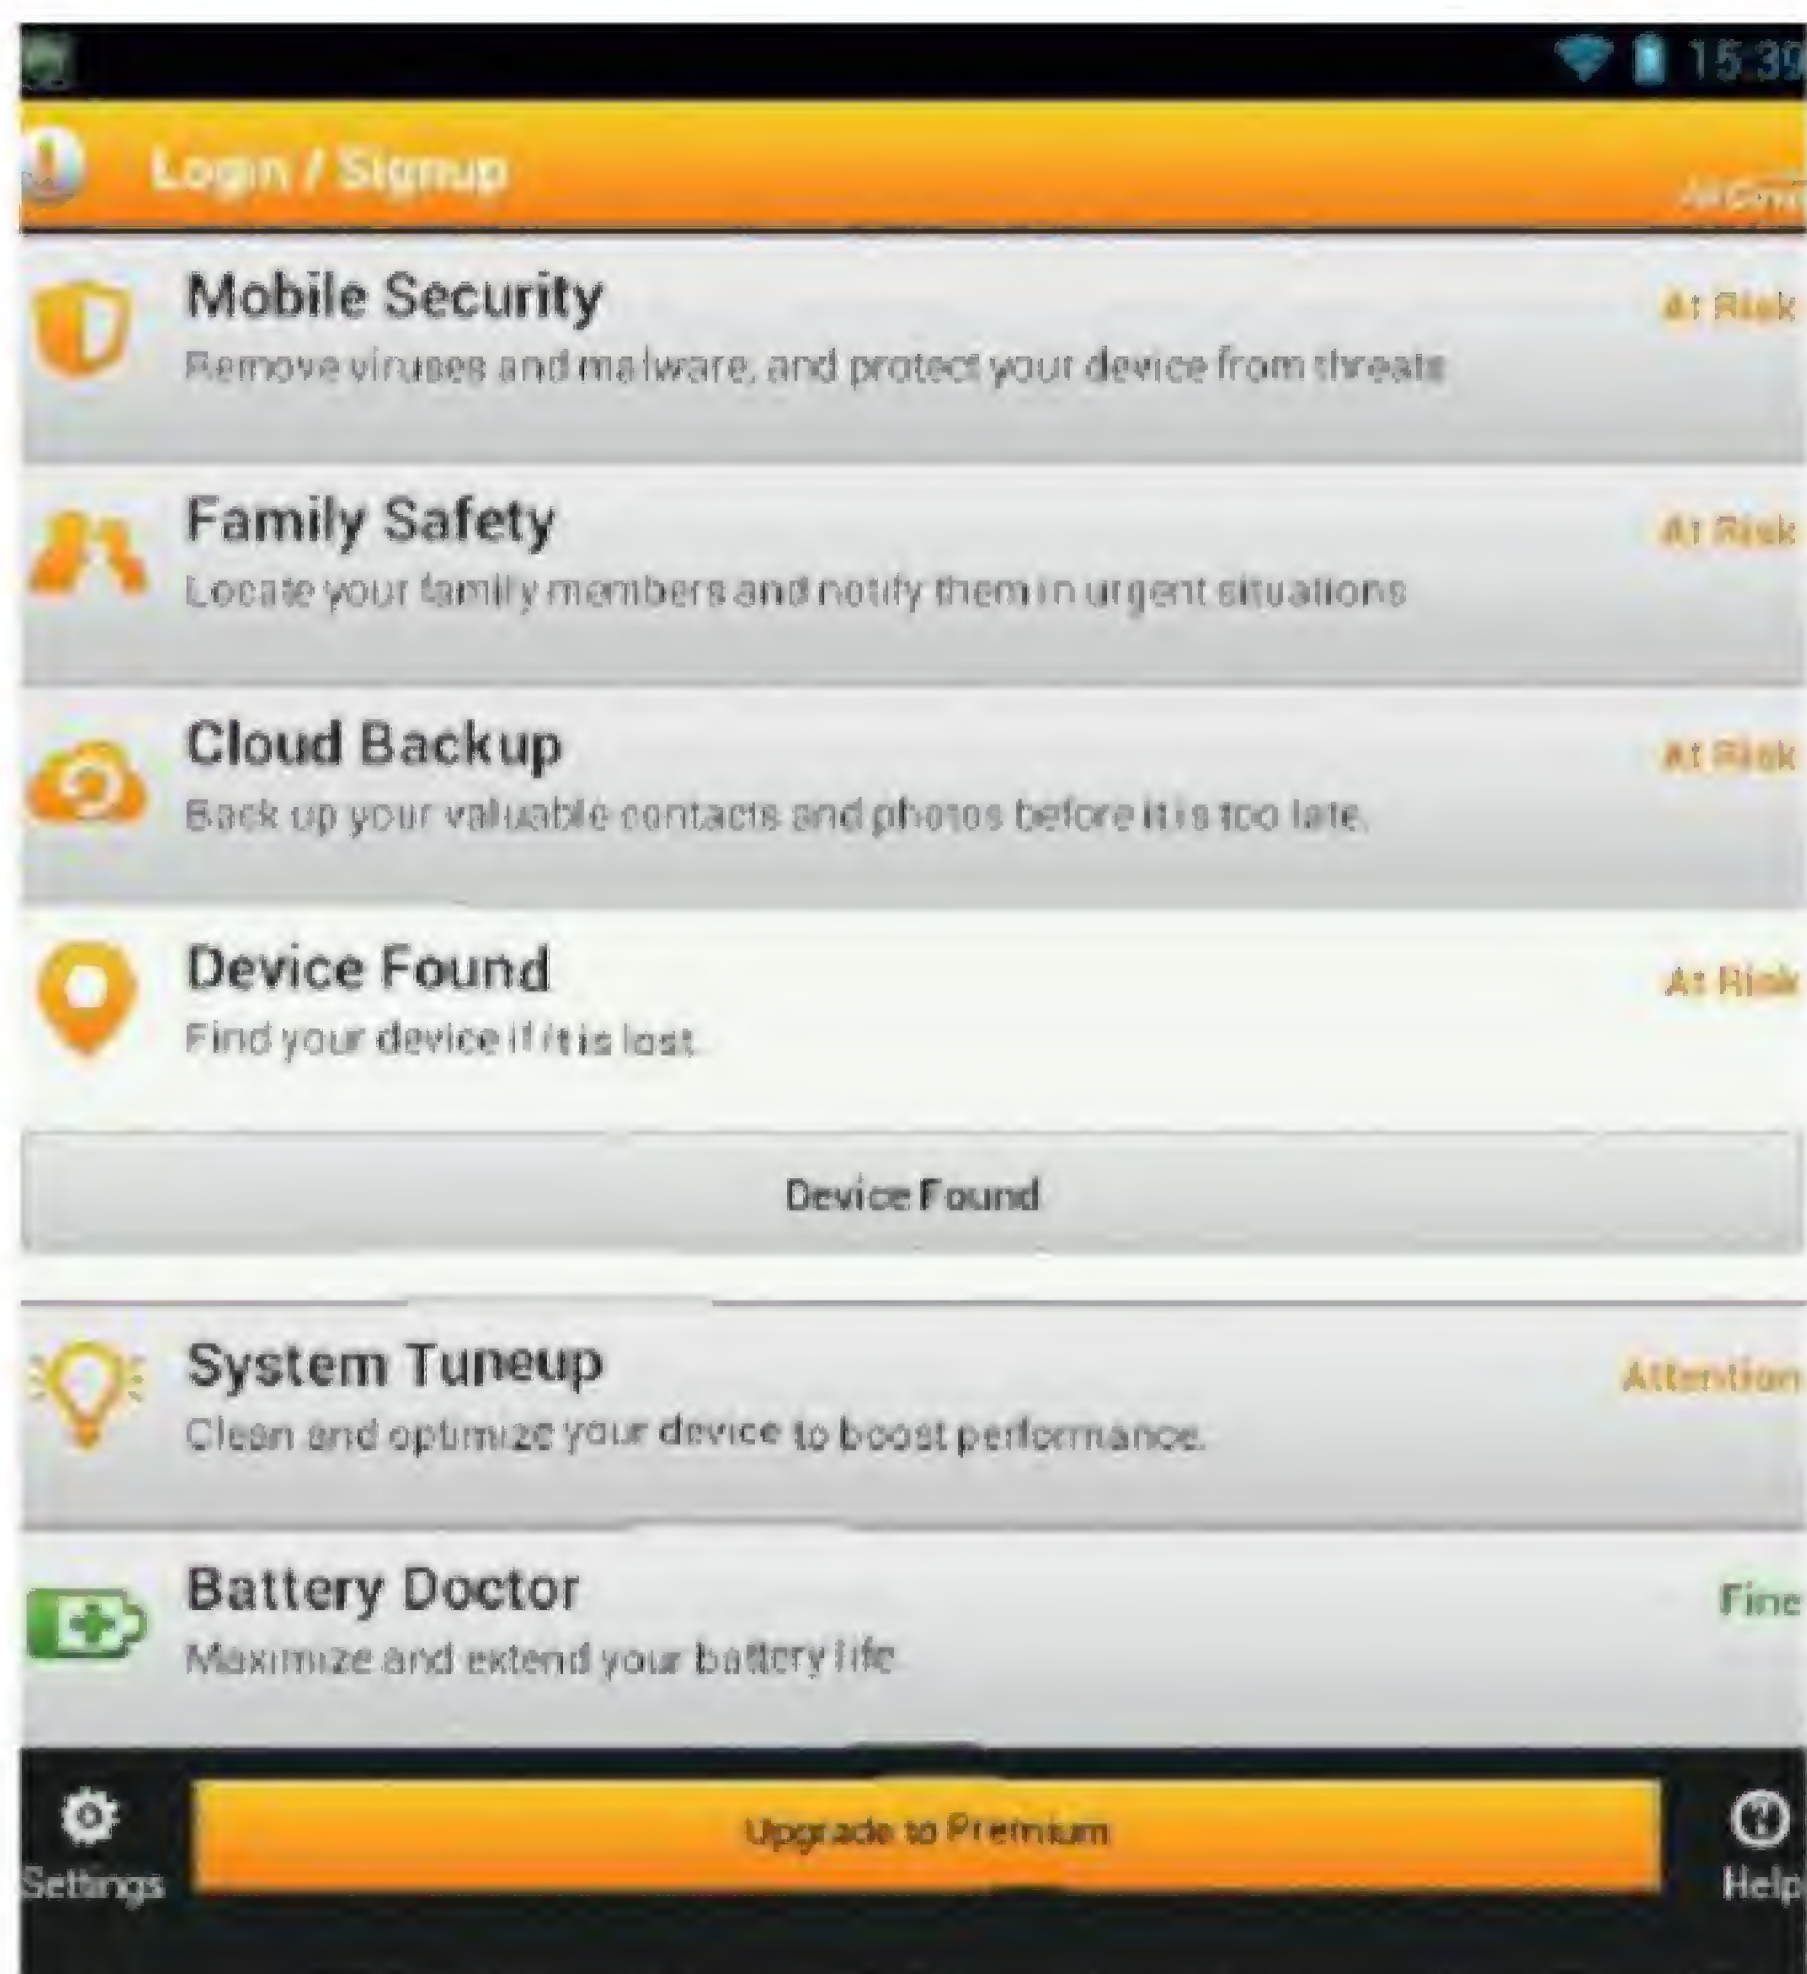 15:39
Login / Signup
Mobile Security
At Risk
Remove viruses and malware, and protect your device from threats
Family Safety
At Risk
Locate your family members and notify them in urgent situations
Cloud Backup
At Risk
Back up your valuable contacts and photos before it is too late.
Device Found
At Risk
Find your device if it is lost.
Device Found
System Tuneup
Attention
Clean and optimize your device to boost performance.
Battery Doctor
Fine
Maximize and extend your battery life
Upgrade to Premium
Settings
Help